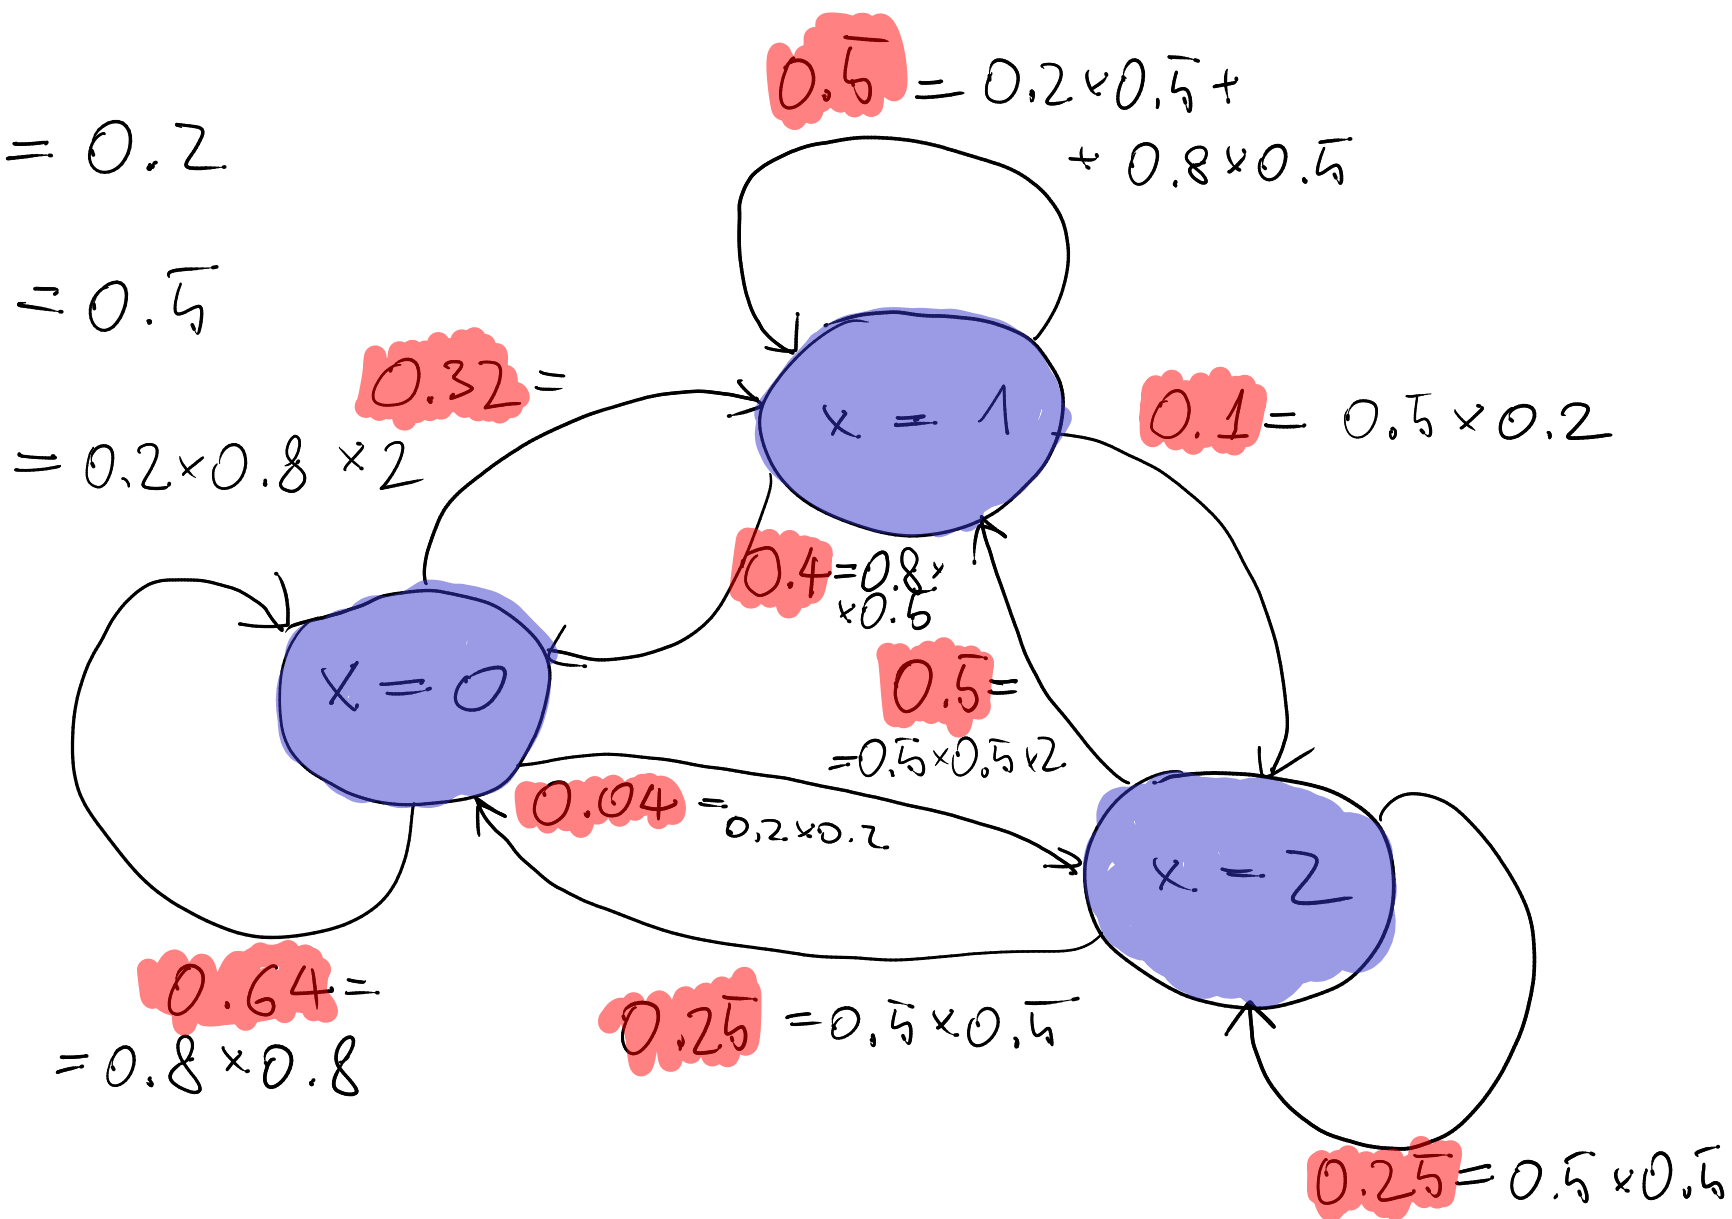 0.5 = 0.2×0.5+
+ 0.8×0.5
= 0.2
= 0.5
0.32 =
= 0.2×0.8×2
x = 1
0.1 = 0.5×0.2
0.4 = 0.8×
×0.5
x = 0
0.5 =
= 0.5×0.5×2
0.04 =
0.2×0.2
x = 2
0.64 =
= 0.8×0.8
0.25 = 0.5×0.5
0.25 = 0.5×0.5